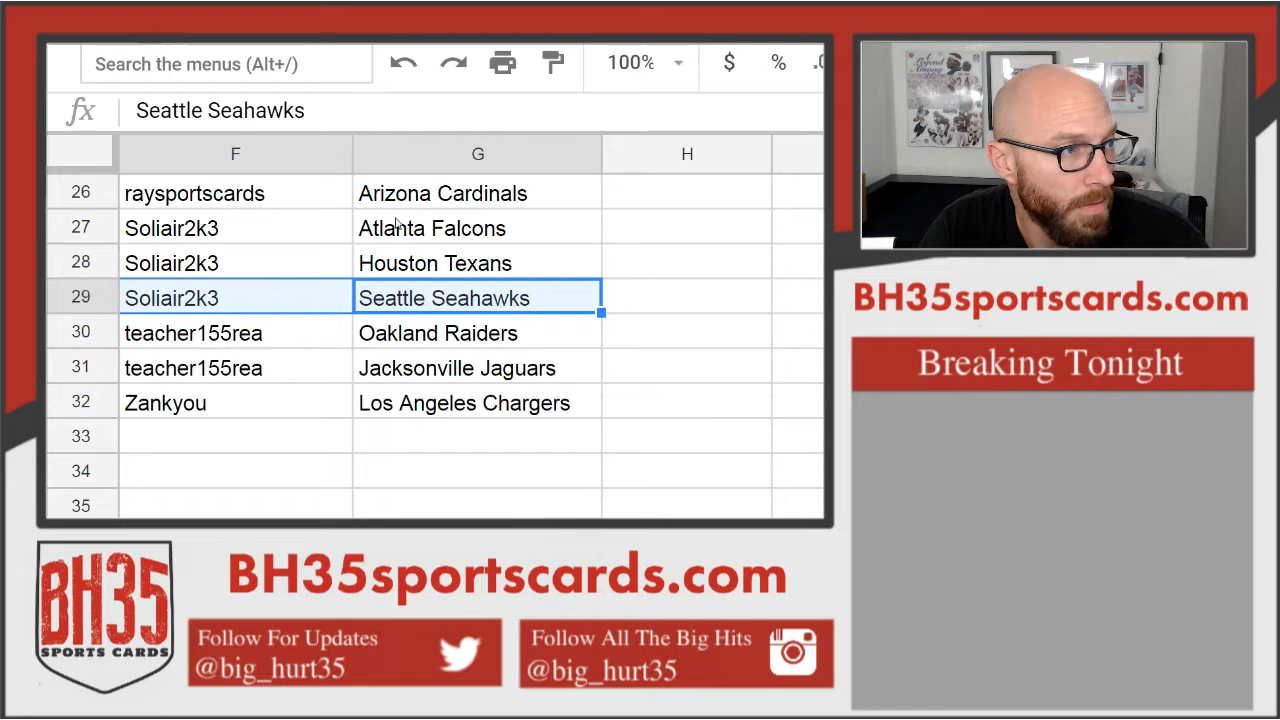 Search the menus (Alt+/)
100%
$ % .0
fx Seattle Seahawks
F G H
26 raysportscards Arizona Cardinals
27 Soliair2k3 Atlanta Falcons
28 Soliair2k3 Houston Texans
29 Soliair2k3 Seattle Seahawks
30 teacher155rea Oakland Raiders
31 teacher155rea Jacksonville Jaguars
32 Zankyou Los Angeles Chargers
33
34
35
BH35sportscards.com
Breaking Tonight
BH35
SPORTS CARDS
BH35sportscards.com
Follow For Updates
@big_hurt35
Follow All The Big Hits
@big_hurt35